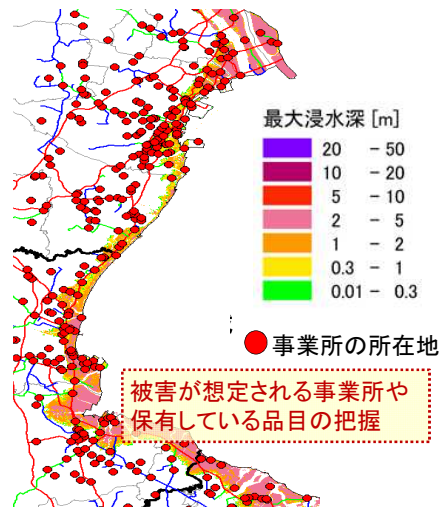 最大浸水深 [m]
20 - 50
10 - 20
5 - 10
2 - 5
1 - 2
0.3 - 1
0.01 - 0.3
事業所の所在地
被害が想定される事業所や
保有している品目の把握